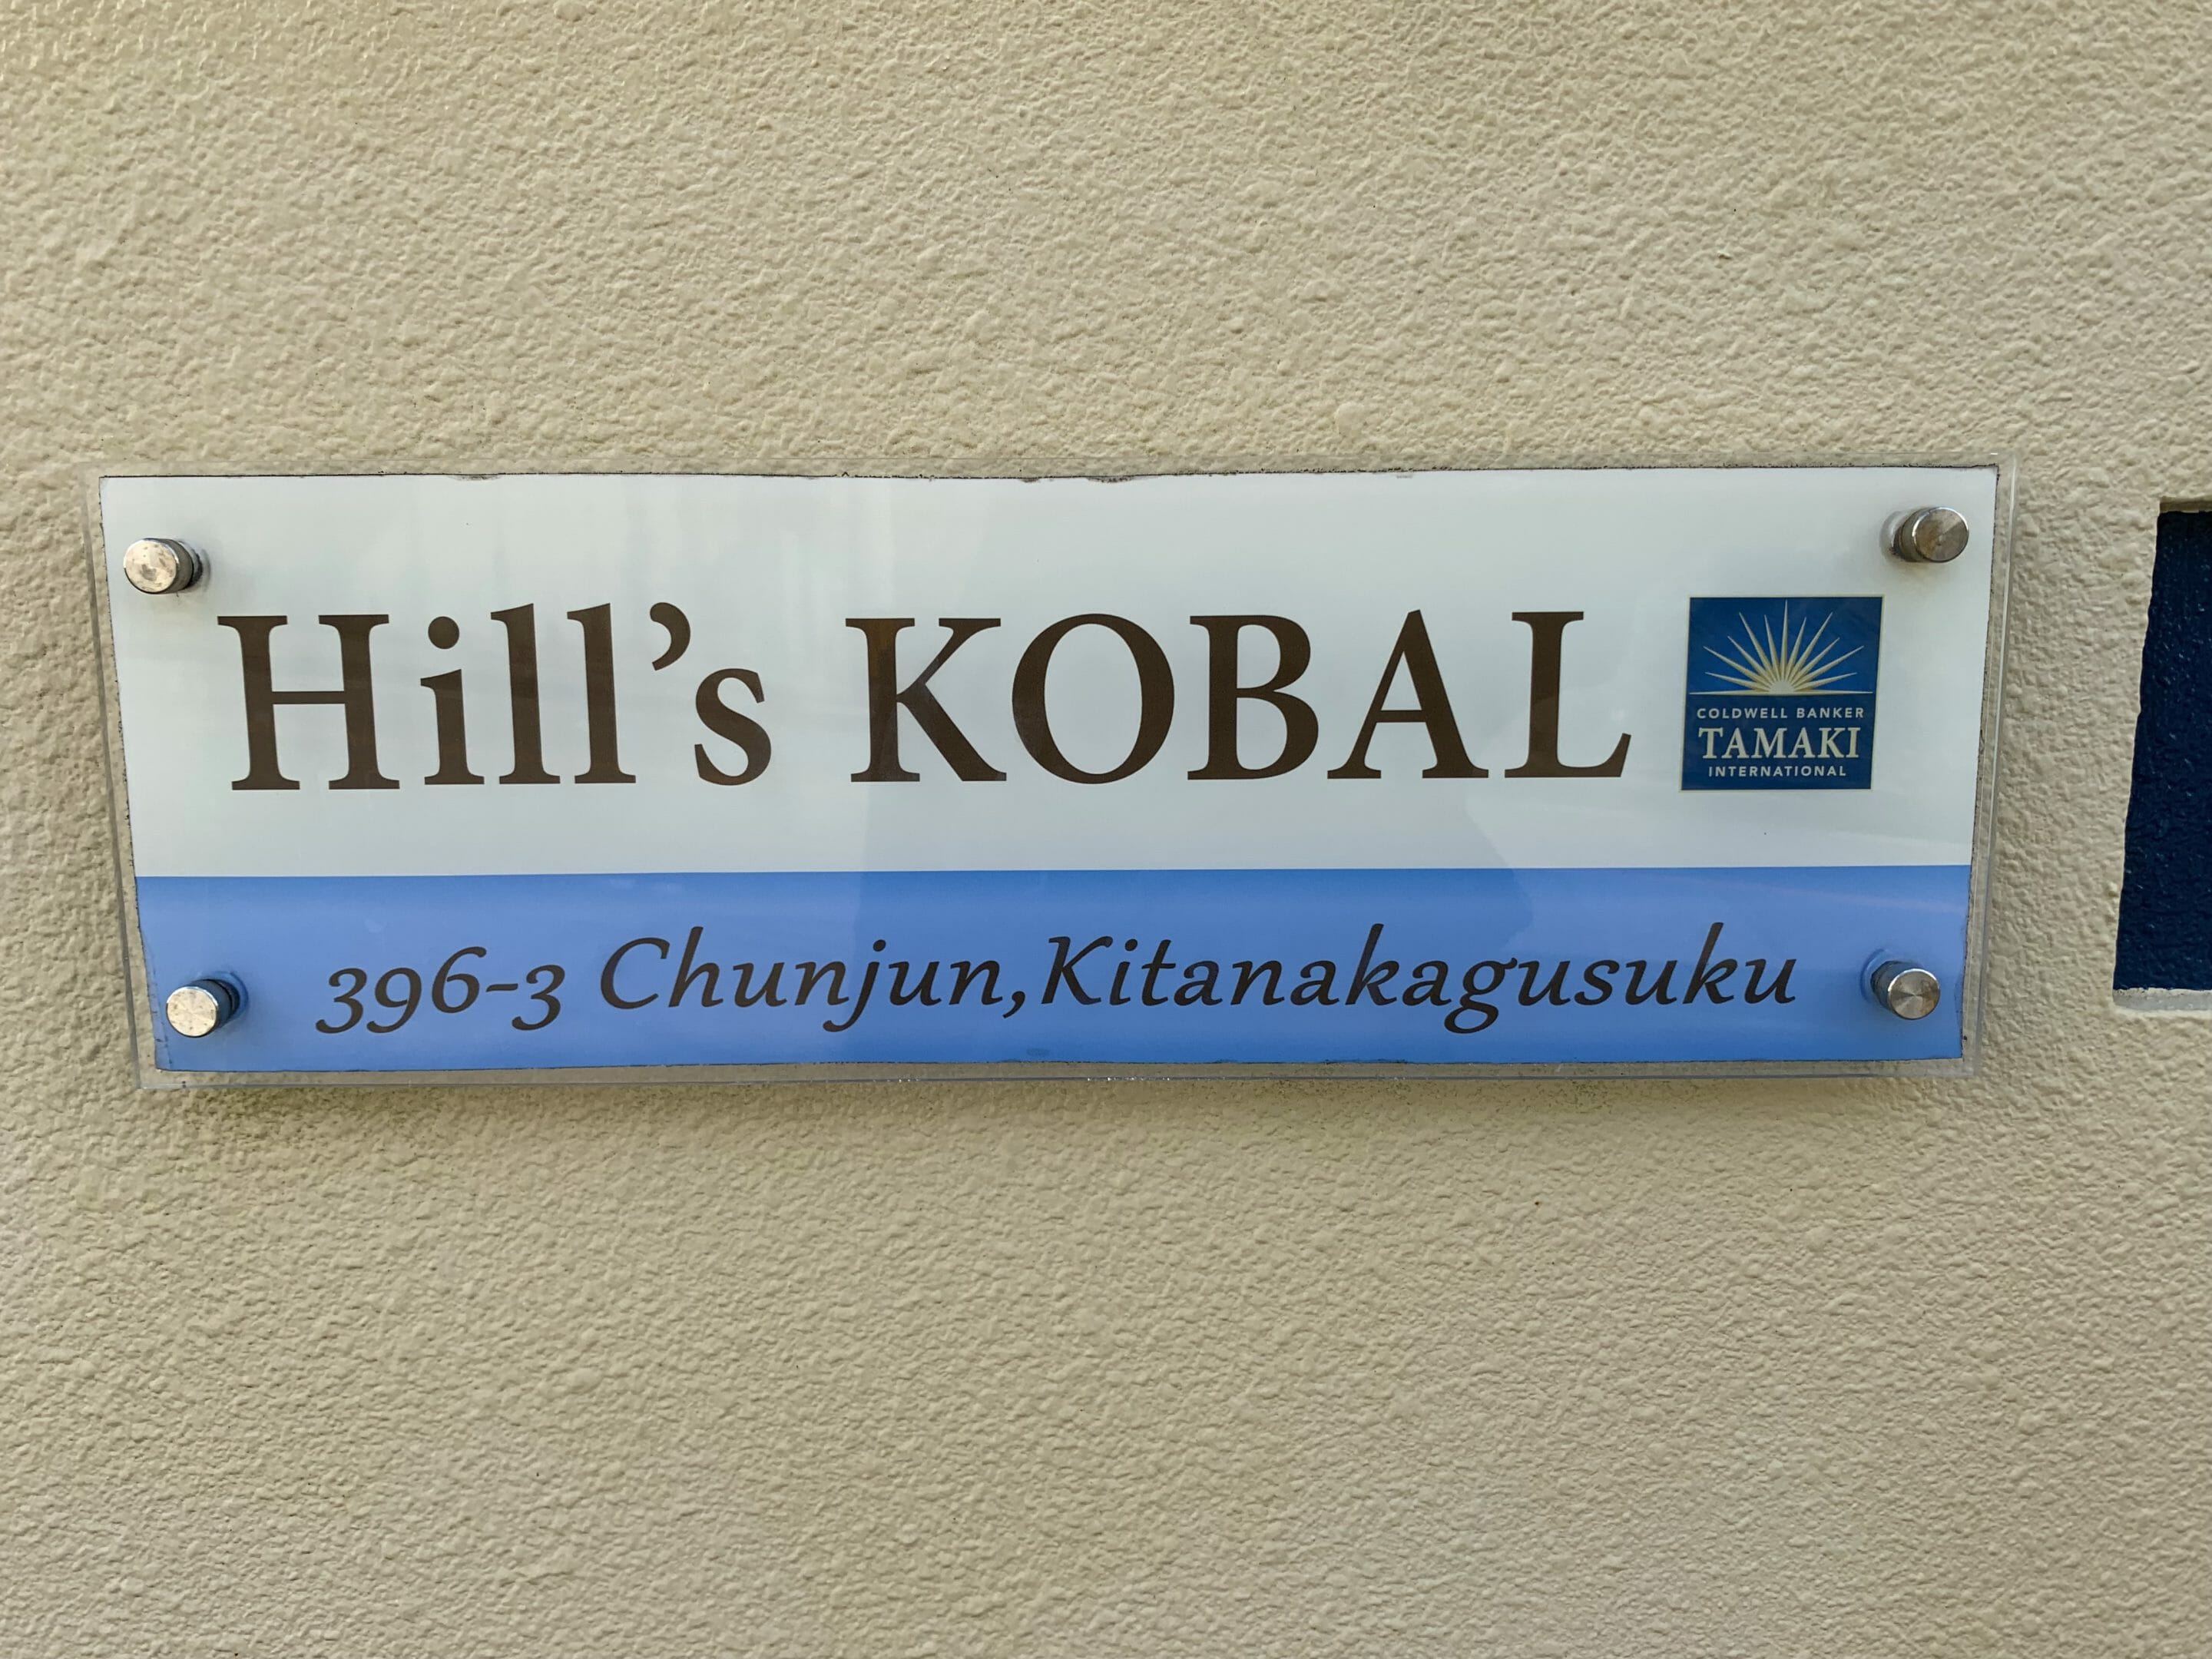 Hill's KOBAL
COLDWELL BANKER
TAMAKI
INTERNATIONAL
396-3 Chunjun,Kitanakagusuku